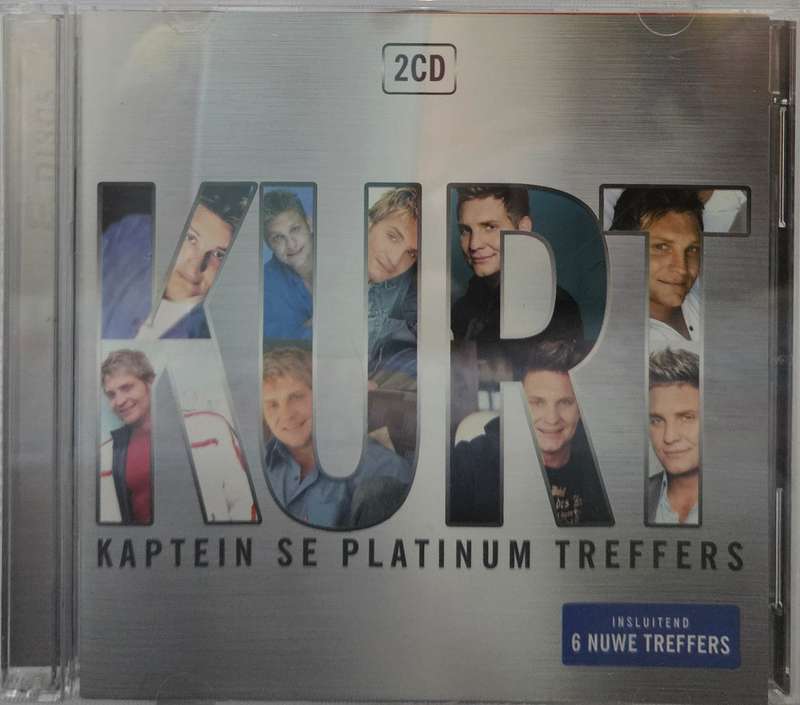 2CD
KURT
KAPTEIN SE PLATINUM TREFFERS
INSLUITEND
6 NUWE TREFFERS